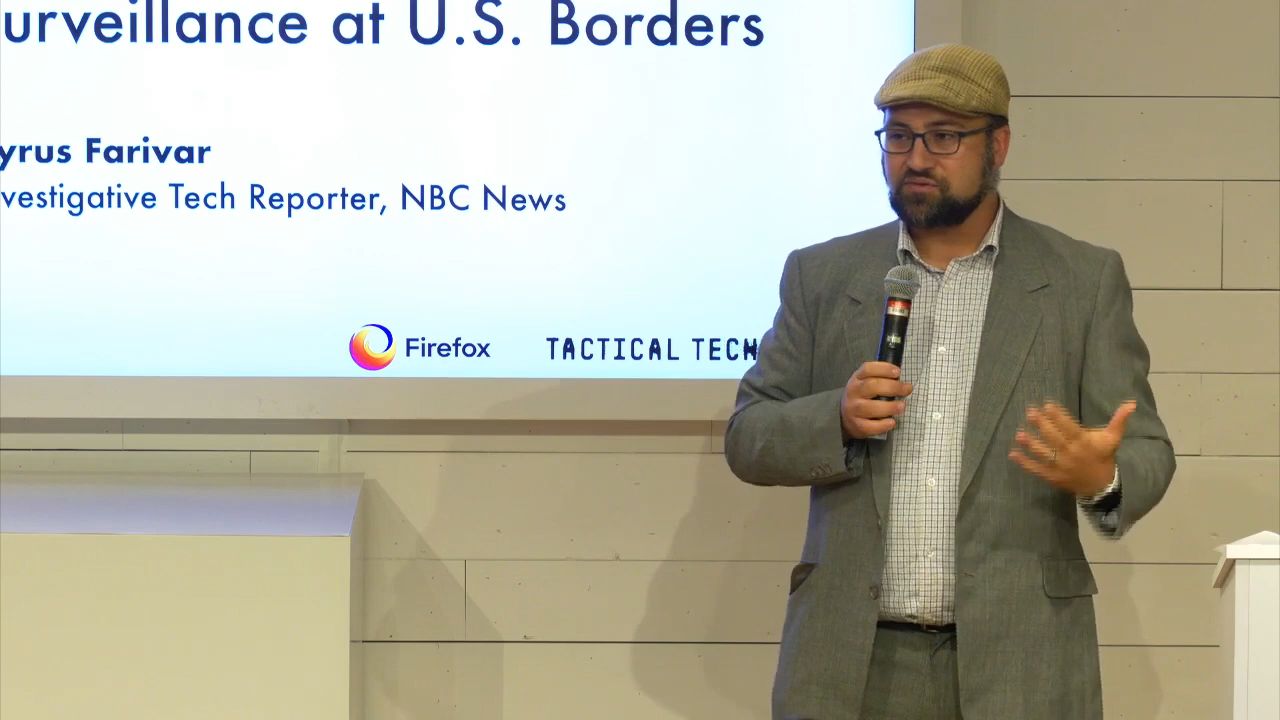 urveillance at U.S. Borders
yrus Farivar
vestigative Tech Reporter, NBC News
Firefox
TACTICAL TECH